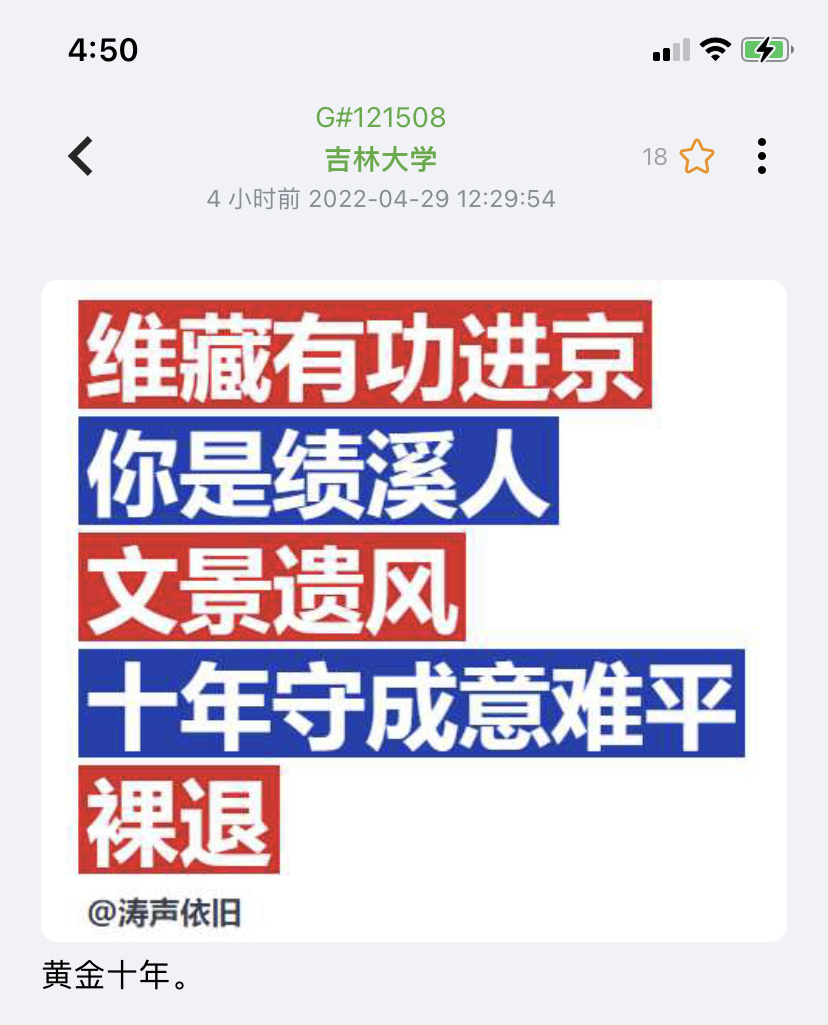 4:50
G#121508
吉林大学
18
4 小时前 2022-04-29 12:29:54
维藏有功进京
你是绩溪人
文景遗风
十年守成意难平
裸退
@涛声依旧
黄金十年。